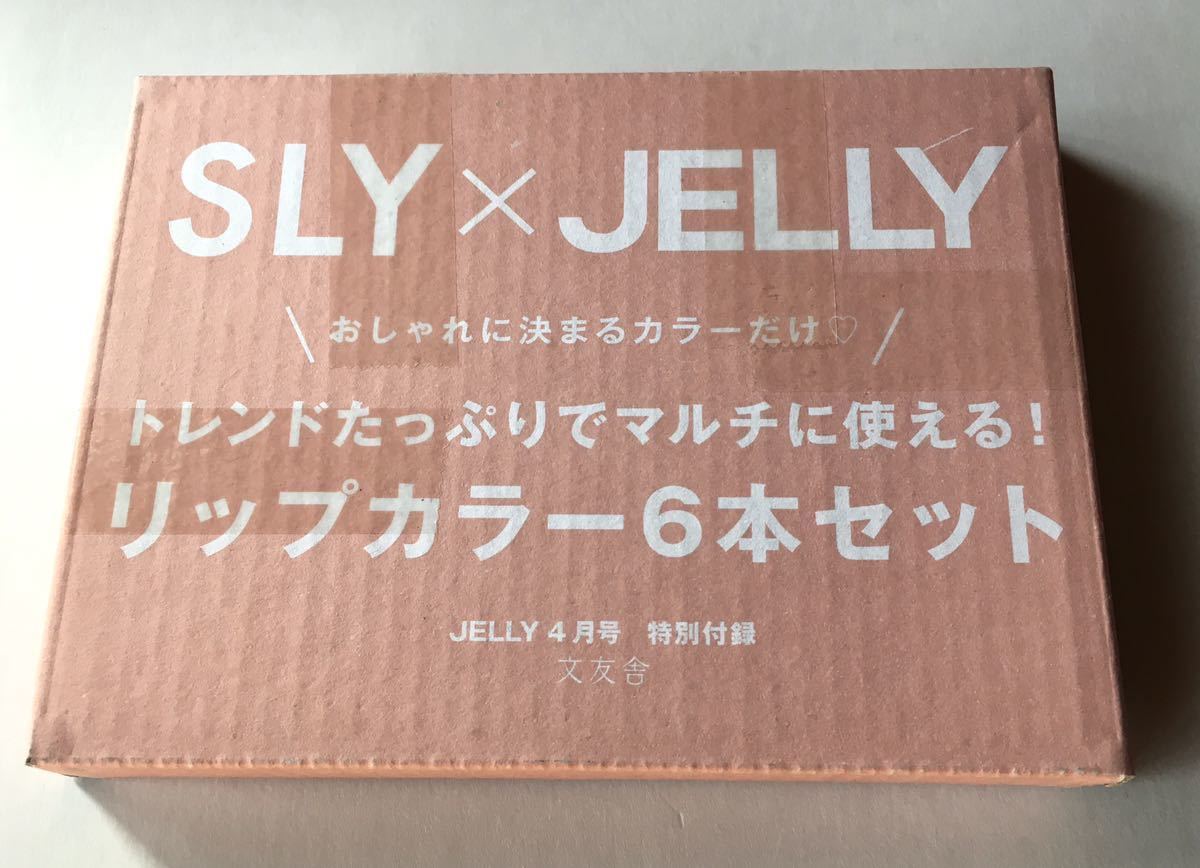 SLY×JELLY
\ おしゃれに決まるカラーだけ♡ /
トレンドたっぷりでマルチに使える!
リップカラー6本セット
JELLY 4月号 特別付録
文友舎